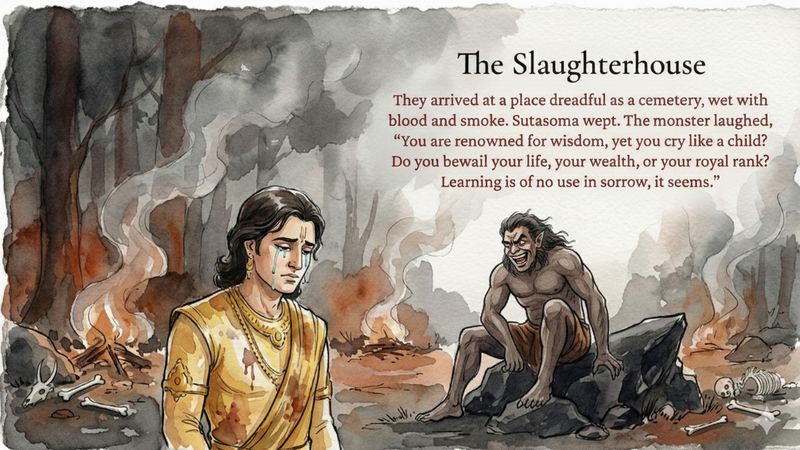 The Slaughterhouse
They arrived at a place dreadful as a cemetery, wet with
blood and smoke. Sutasoma wept. The monster laughed,
“You are renowned for wisdom, yet you cry like a child?
Do you bewail your life, your wealth, or your royal rank?
Learning is of no use in sorrow, it seems.”